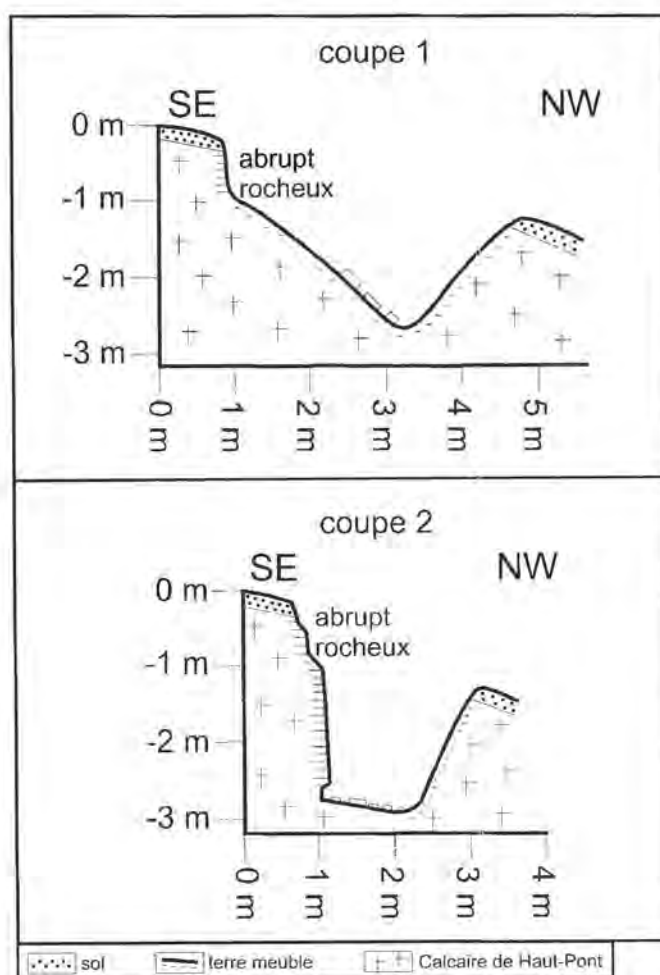 coupe 1
SE NW
0 m
abrupt
rocheux
-1 m
-2 m
-3 m
0 m 1 m 2 m 3 m 4 m 5 m
coupe 2
SE NW
0 m
abrupt
rocheux
-1 m
-2 m
-3 m
0 m 1 m 2 m 3 m 4 m
sol terre meuble Calcaire de Haut-Pont